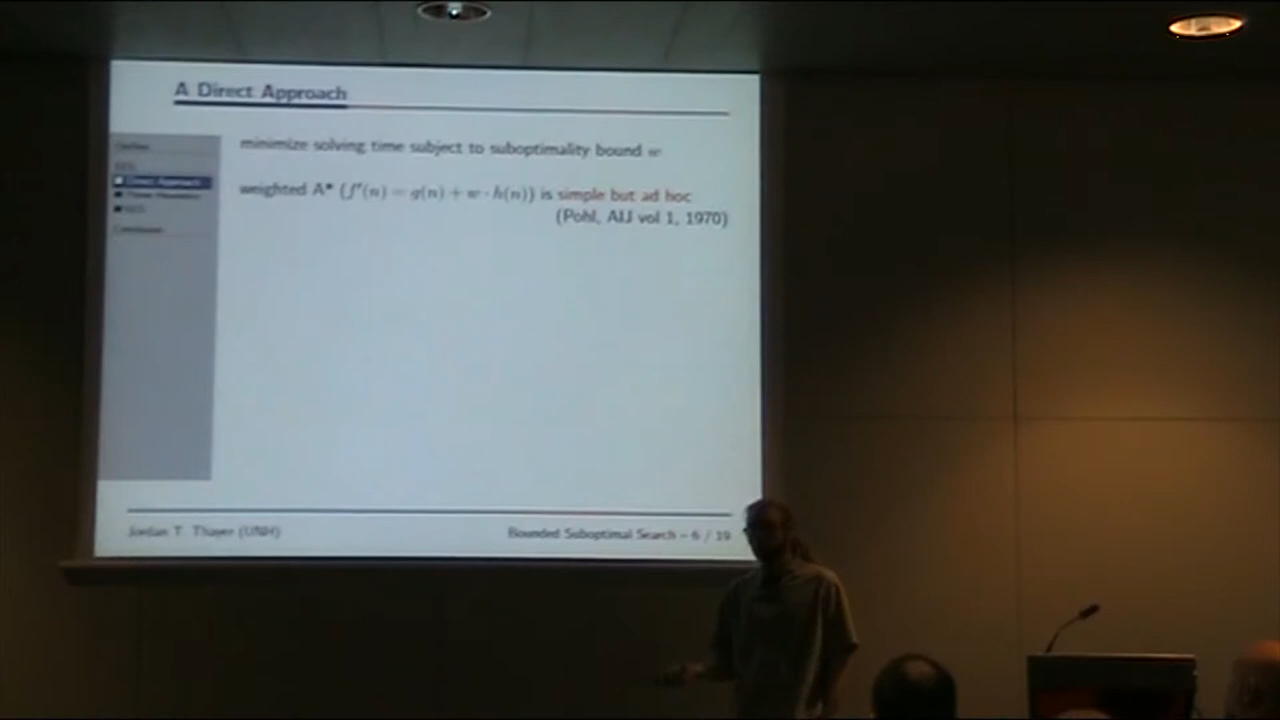 A Direct Approach
minimize solving time subject to suboptimality bound w
weighted A* (f'(n) = g(n) + w · h(n)) is simple but ad hoc
(Pohl, AIJ vol 1, 1970)
Direct Approach
Jordan T. Thayer (UNH)
Bounded Suboptimal Search – 6 / 19